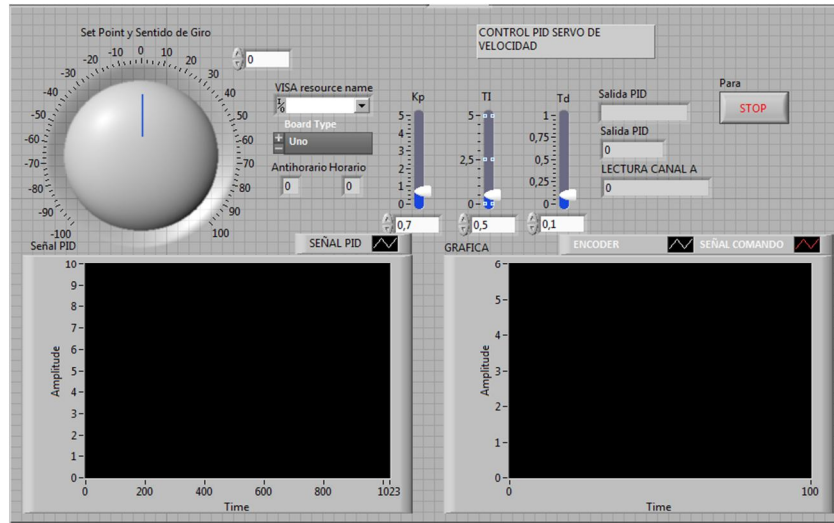 Set Point y Sentido de Giro
-100
-90
-80
-70
-60
-50
-40
-30
-20
-10
0
10
20
30
40
50
60
70
80
90
100
0
CONTROL PID SERVO DE
VELOCIDAD
VISA resource name
Board Type
Uno
Antihorario Horario
0 0
Kp
5
4
3
2
1
0
0,7
TI
5
2,5
0
0,5
Td
1
0,75
0,5
0,25
0
0,1
Salida PID
Salida PID
0
LECTURA CANAL A
0
Para
STOP
Señal PID
SEÑAL PID
10
9
8
7
6
5
4
3
2
1
0
Amplitude
0 200 400 600 800 1023
Time
GRAFICA
ENCODER SEÑAL COMANDO
6
5
4
3
2
1
0
Amplitude
0 100
Time